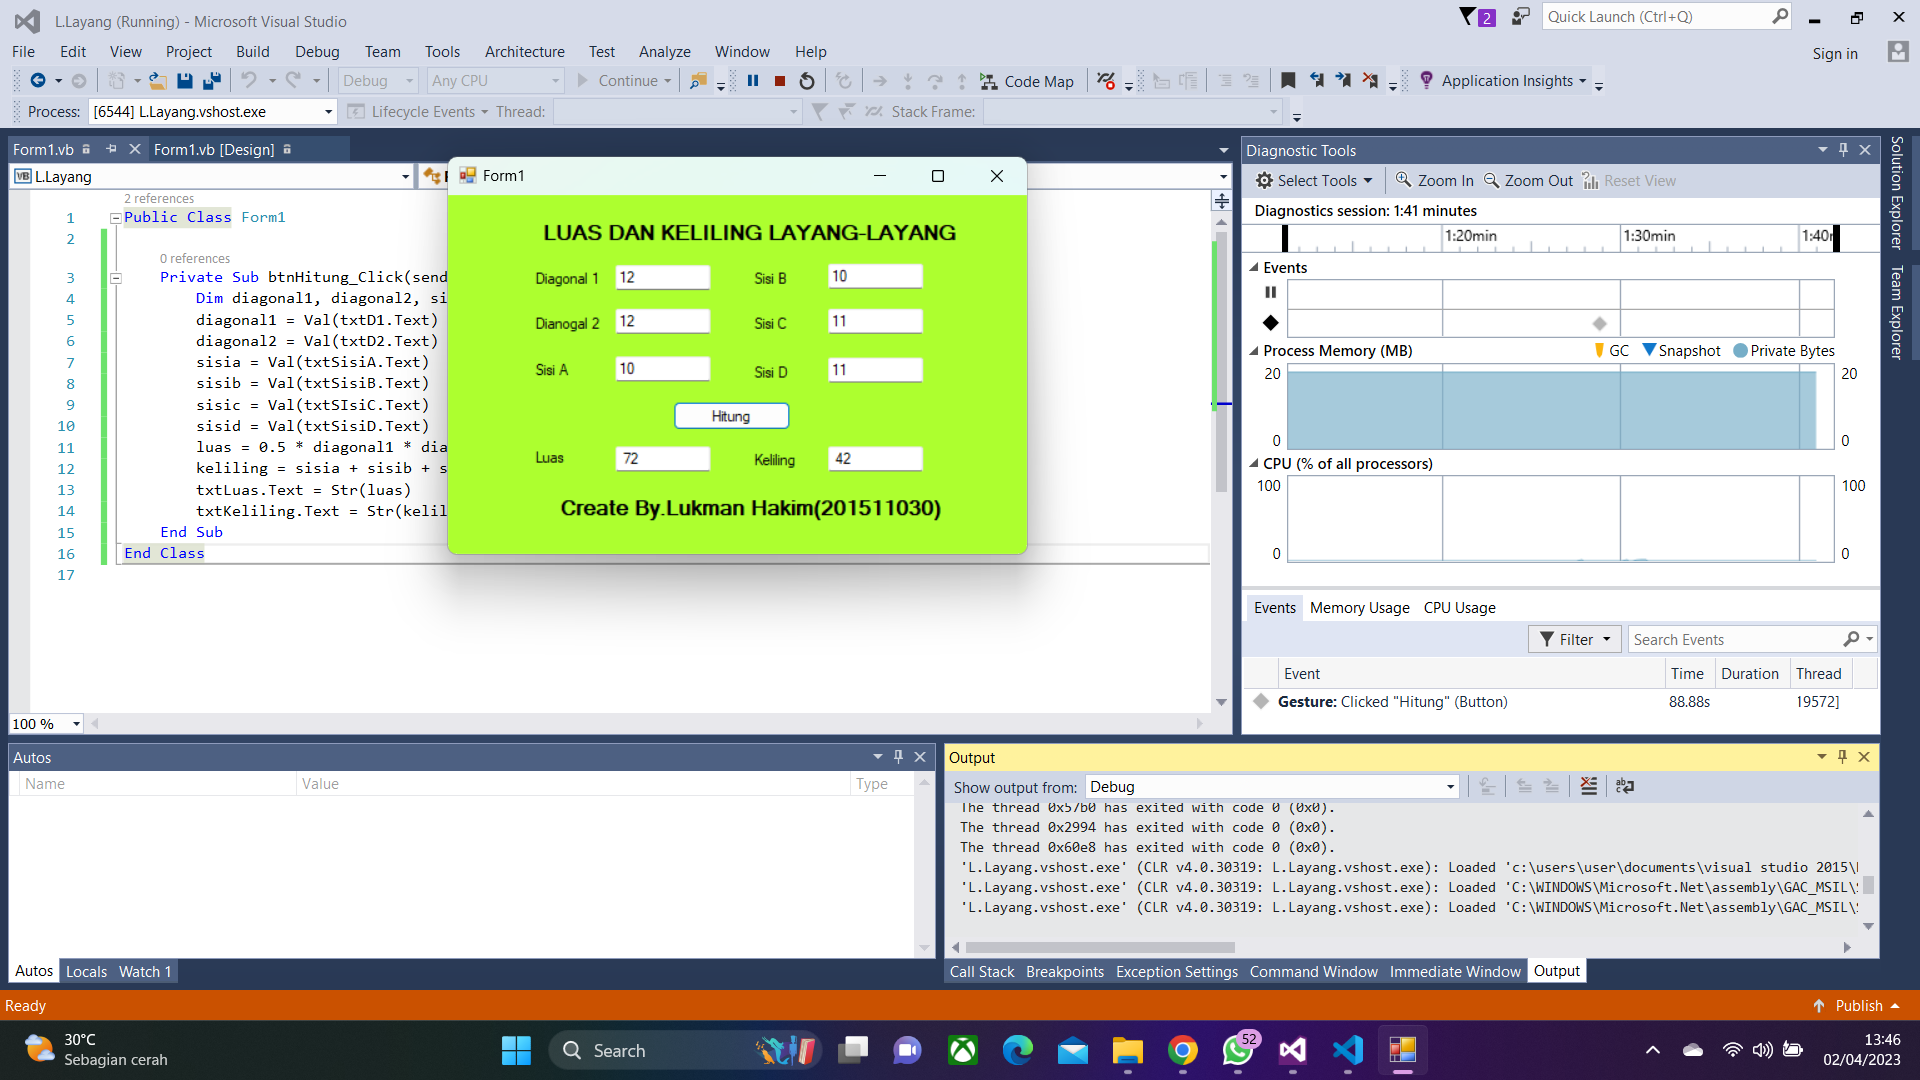 L.Layang (Running) - Microsoft Visual Studio
2
Quick Launch (Ctrl+Q)
File Edit View Project Build Debug Team Tools Architecture Test Analyze Window Help
Sign in
Debug Any CPU Continue Code Map Application Insights
Process: [6544] L.Layang.vshost.exe Lifecycle Events Thread: Stack Frame:
Form1.vb Form1.vb [Design]
VB L.Layang
2 references
1 Public Class Form1
2
0 references
3 Private Sub btnHitung_Click(send
4 Dim diagonal1, diagonal2, si
5 diagonal1 = Val(txtD1.Text)
6 diagonal2 = Val(txtD2.Text)
7 sisia = Val(txtSisiA.Text)
8 sisib = Val(txtSisiB.Text)
9 sisic = Val(txtSIsiC.Text)
10 sisid = Val(txtSisiD.Text)
11 luas = 0.5 * diagonal1 * dia
12 keliling = sisia + sisib + s
13 txtLuas.Text = Str(luas)
14 txtKeliling.Text = Str(kelil
15 End Sub
16 End Class
17
100 %
Form1
LUAS DAN KELILING LAYANG-LAYANG
Diagonal 1 12 Sisi B 10
Dianogal 2 12 Sisi C 11
Sisi A 10 Sisi D 11
Hitung
Luas 72 Keliling 42
Create By.Lukman Hakim(201511030)
Diagnostic Tools
Select Tools Zoom In Zoom Out Reset View
Diagnostics session: 1:41 minutes
1:20min 1:30min 1:40
Events
Process Memory (MB) GC Snapshot Private Bytes
20 20
0 0
CPU (% of all processors)
100 100
0 0
Events Memory Usage CPU Usage
Filter Search Events
Event Time Duration Thread
Gesture: Clicked "Hitung" (Button) 88.88s 19572]
Solution Explorer
Team Explorer
Autos
Name Value Type
Autos Locals Watch 1
Output
Show output from: Debug
The thread 0x57b0 has exited with code 0 (0x0).
The thread 0x2994 has exited with code 0 (0x0).
The thread 0x60e8 has exited with code 0 (0x0).
'L.Layang.vshost.exe' (CLR v4.0.30319: L.Layang.vshost.exe): Loaded 'c:\users\user\documents\visual studio 2015\
'L.Layang.vshost.exe' (CLR v4.0.30319: L.Layang.vshost.exe): Loaded 'C:\WINDOWS\Microsoft.Net\assembly\GAC_MSIL\
'L.Layang.vshost.exe' (CLR v4.0.30319: L.Layang.vshost.exe): Loaded 'C:\WINDOWS\Microsoft.Net\assembly\GAC_MSIL\
Call Stack Breakpoints Exception Settings Command Window Immediate Window Output
Ready
Publish
30°C
Sebagian cerah
Search
52
13:46
02/04/2023